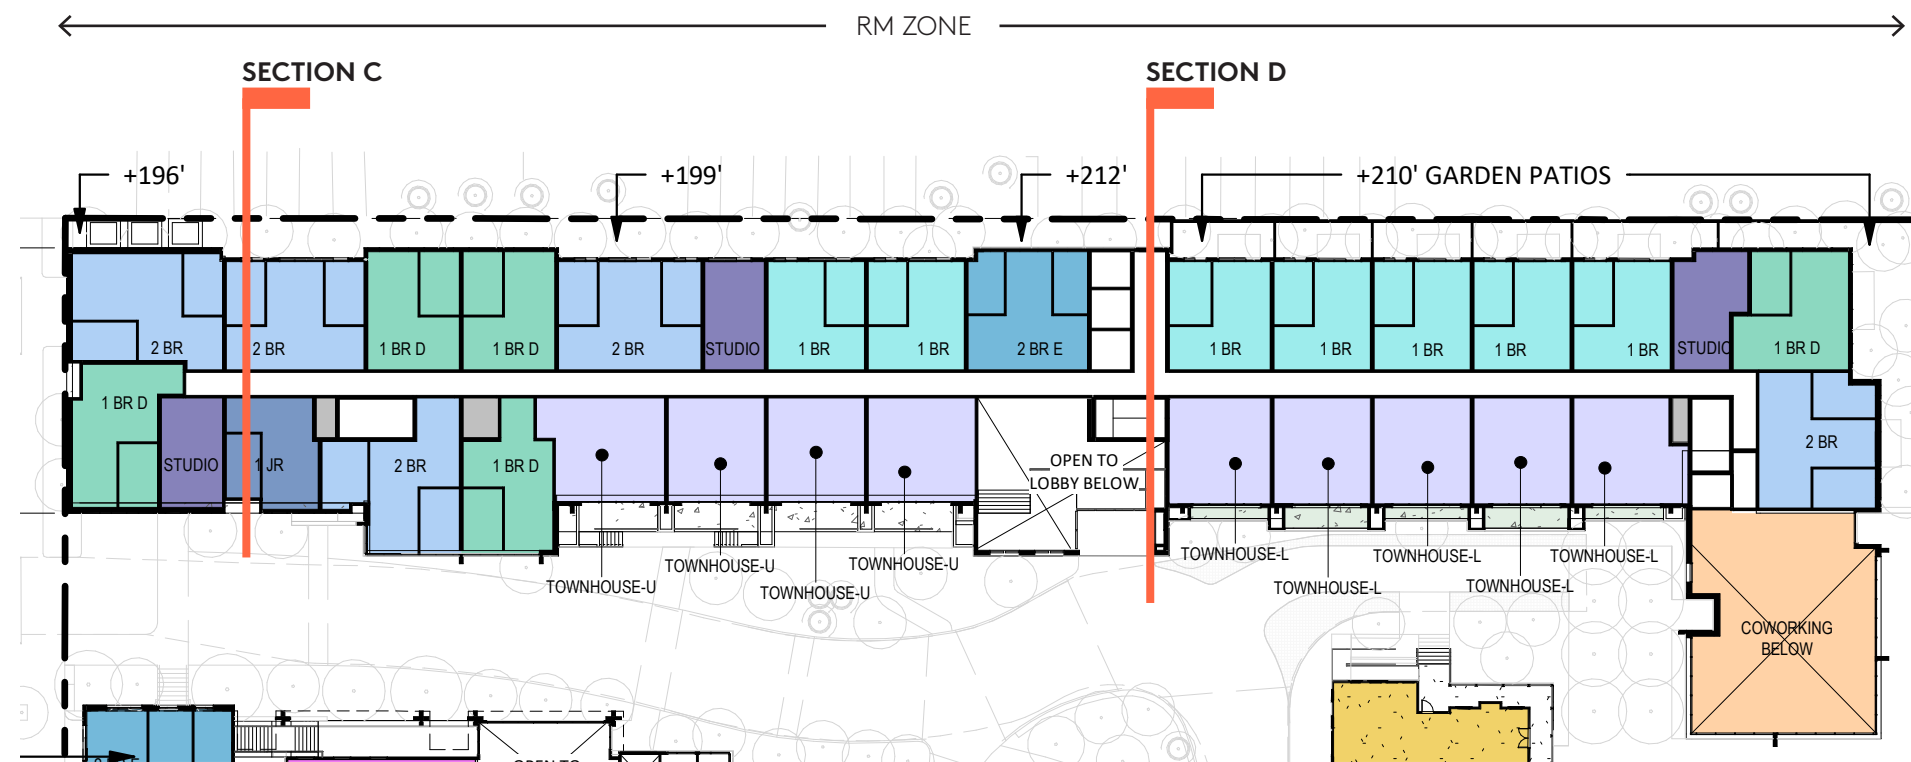 RM ZONE
SECTION C
SECTION D
+196'
+199'
+212'
+210' GARDEN PATIOS
2 BR
2 BR
1 BR D
1 BR D
2 BR
STUDIO
1 BR
1 BR
2 BR E
1 BR
1 BR
1 BR
1 BR
1 BR
STUDIO
1 BR D
1 BR D
STUDIO
1 JR
2 BR
1 BR D
OPEN TO
LOBBY BELOW
2 BR
TOWNHOUSE-U
TOWNHOUSE-U
TOWNHOUSE-U
TOWNHOUSE-U
TOWNHOUSE-L
TOWNHOUSE-L
TOWNHOUSE-L
TOWNHOUSE-L
TOWNHOUSE-L
COWORKING
BELOW
OPEN TO